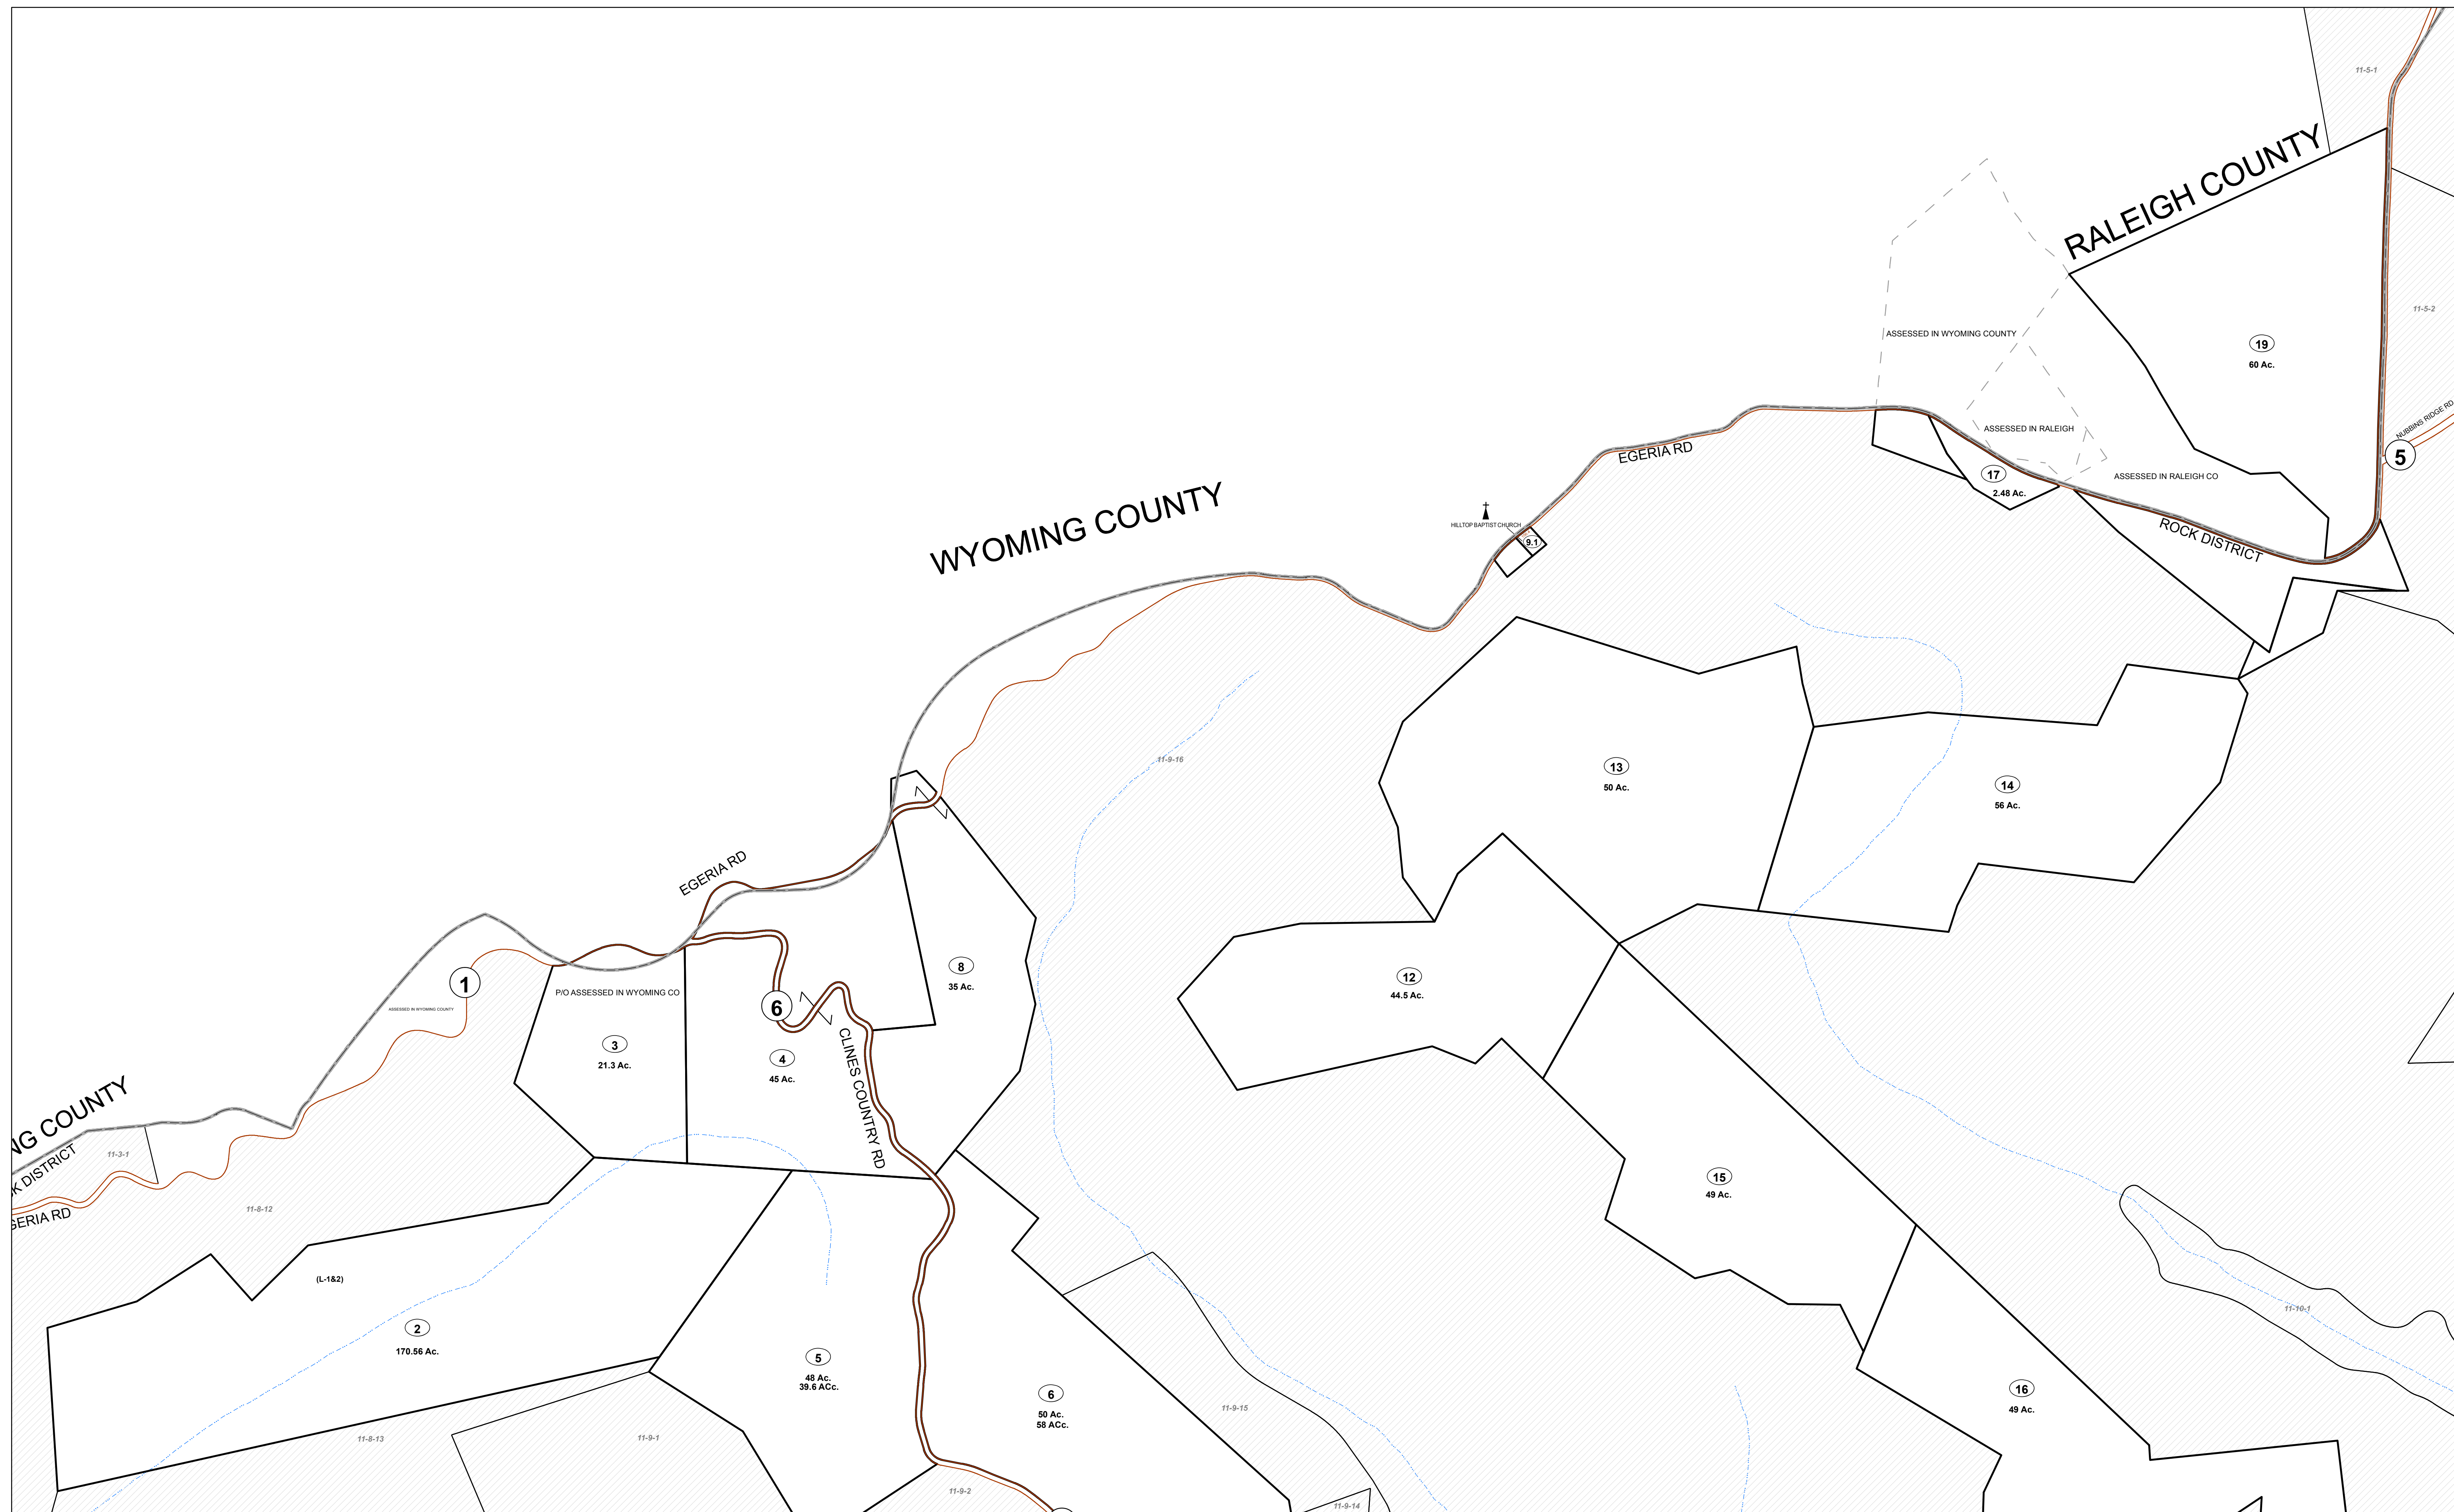 11-5-1
RALEIGH COUNTY
11-5-2
ASSESSED IN WYOMING COUNTY
19
60 Ac.
NUBBINS RIDGE RD
5
ASSESSED IN RALEIGH
EGERIA RD
17
2.48 Ac.
ASSESSED IN RALEIGH CO
WYOMING COUNTY
HILLTOP BAPTIST CHURCH
9.1
ROCK DISTRICT
11-9-16
13
50 Ac.
14
56 Ac.
EGERIA RD
8
35 Ac.
12
44.5 Ac.
1
ASSESSED IN WYOMING COUNTY
P/O ASSESSED IN WYOMING CO
6
3
21.3 Ac.
4
45 Ac.
CLINES COUNTRY RD
NG COUNTY
K DISTRICT
11-3-1
GERIA RD
11-8-12
15
49 Ac.
(L-1&2)
2
170.56 Ac.
11-10-1
5
48 Ac.
39.6 ACc.
6
50 Ac.
58 ACc.
16
49 Ac.
11-9-15
11-8-13
11-9-1
11-9-2
11-9-14